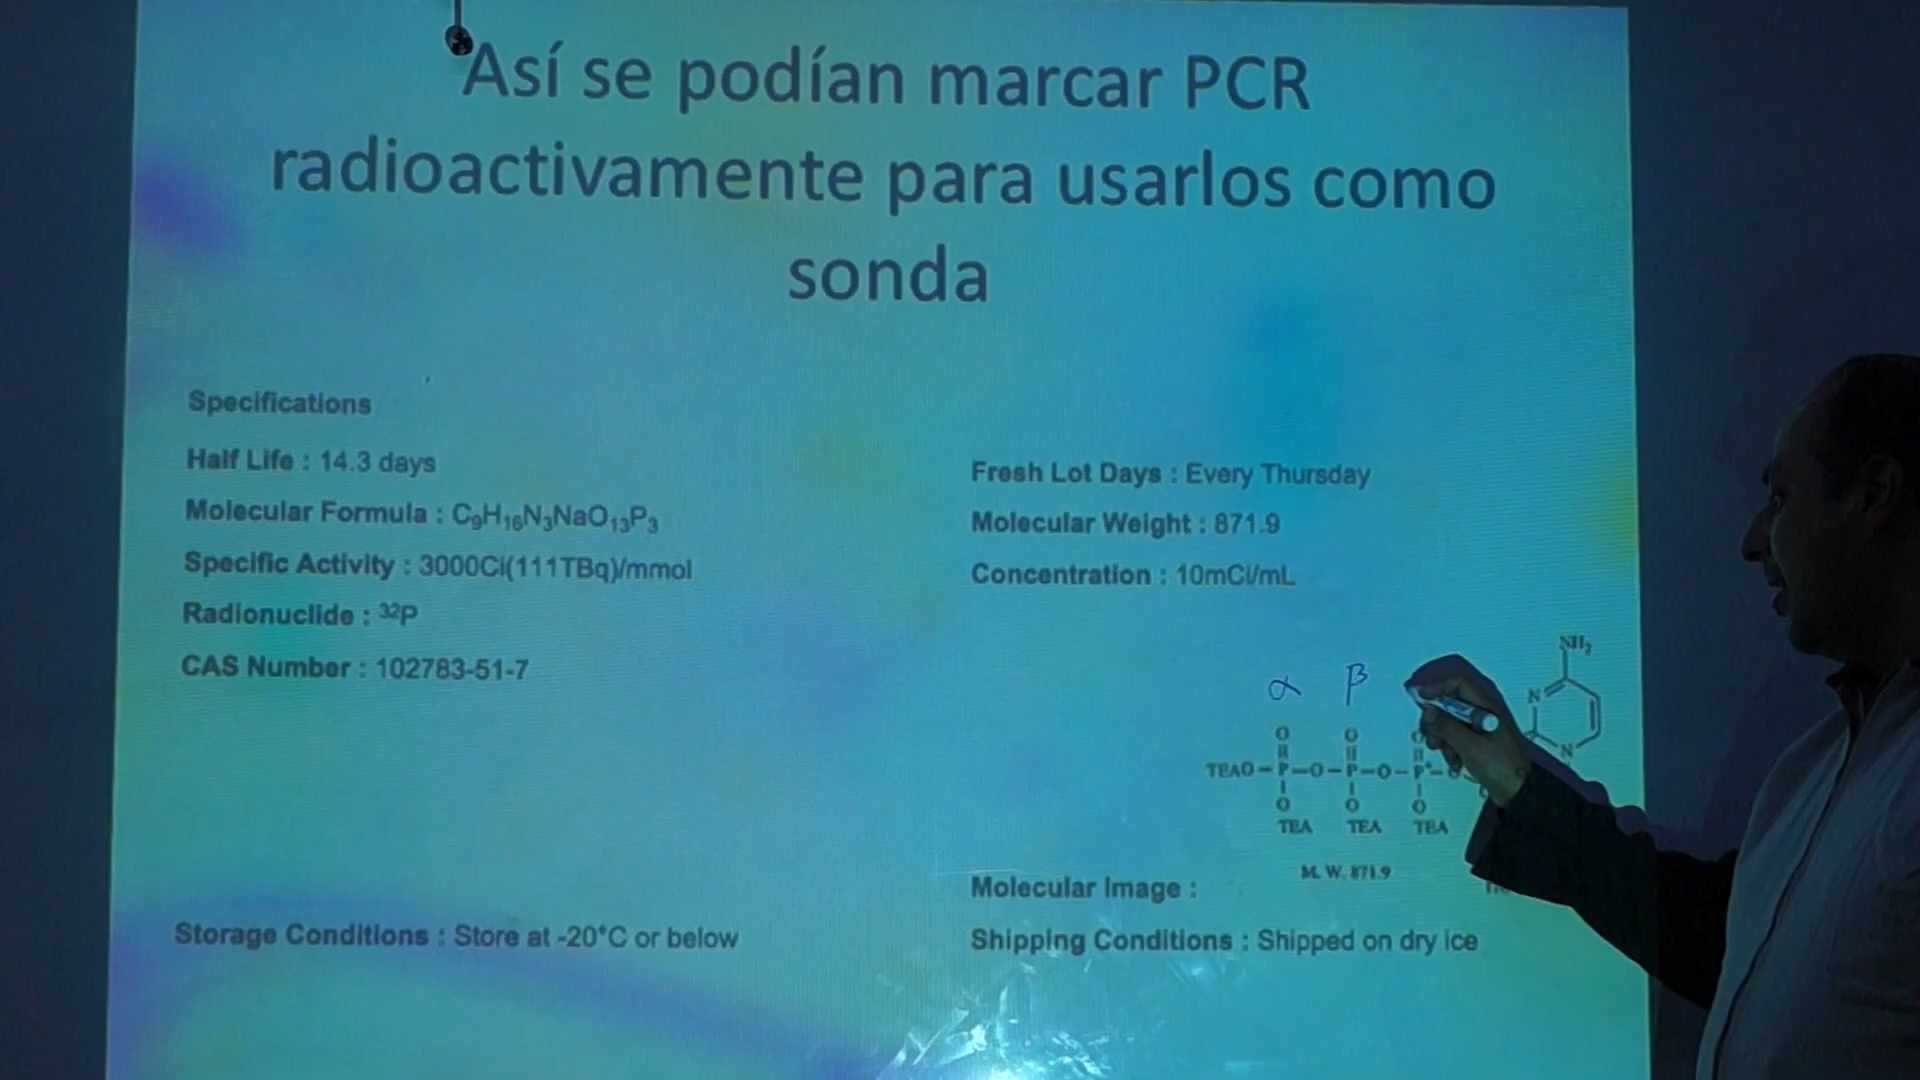 Así se podían marcar PCR
radioactivamente para usarlos como
sonda
Specifications
Half Life : 14.3 days
Molecular Formula : C₉H₁₆N₃NaO₁₃P₃
Specific Activity : 3000Ci(111TBq)/mmol
Radionuclide : ³²P
CAS Number : 102783-51-7
Storage Conditions : Store at -20°C or below
Fresh Lot Days : Every Thursday
Molecular Weight : 871.9
Concentration : 10mCi/mL
α β
NH₂
N
N
O O O
TEAO–P–O–P–O–P*–O
O O O
TEA TEA TEA
M. W. 871.9
Molecular Image :
Shipping Conditions : Shipped on dry ice